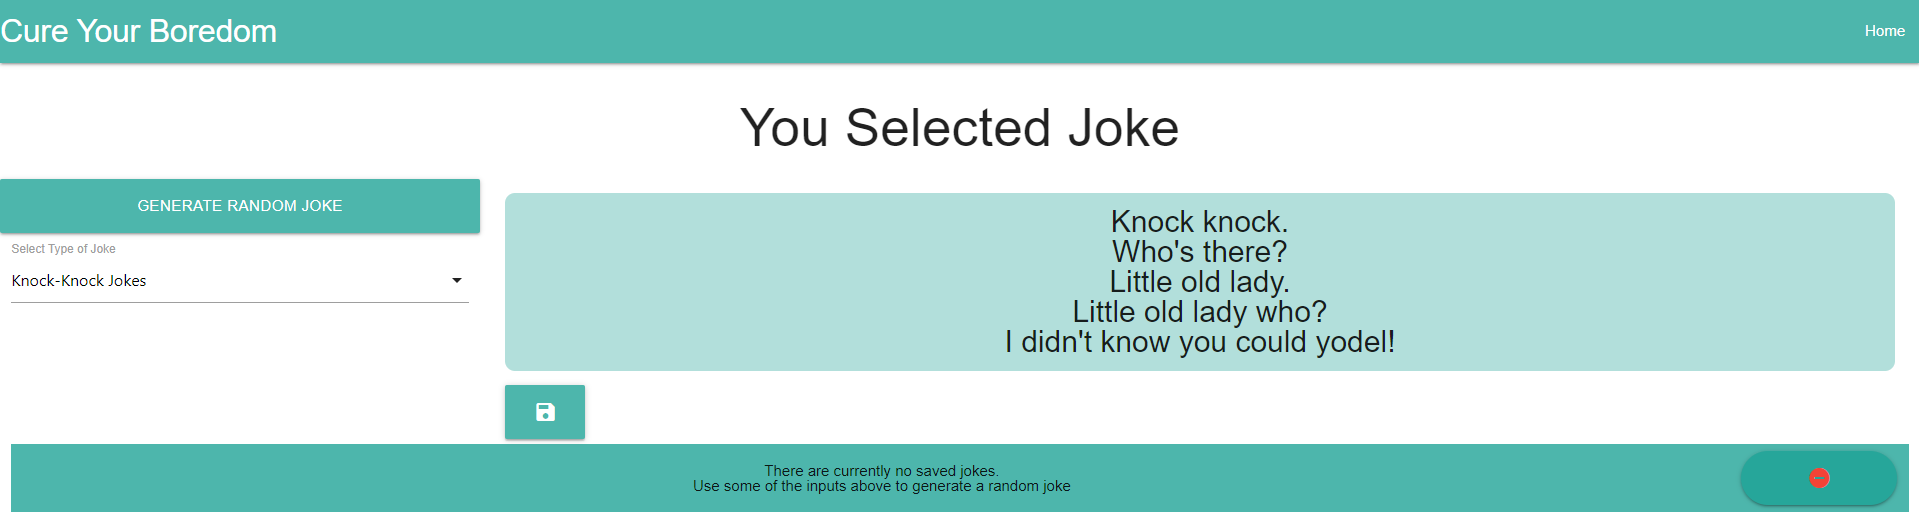 Cure Your Boredom
Home
You Selected Joke
GENERATE RANDOM JOKE
Select Type of Joke
Knock-Knock Jokes
Knock knock.
Who's there?
Little old lady.
Little old lady who?
I didn't know you could yodel!
There are currently no saved jokes.
Use some of the inputs above to generate a random joke